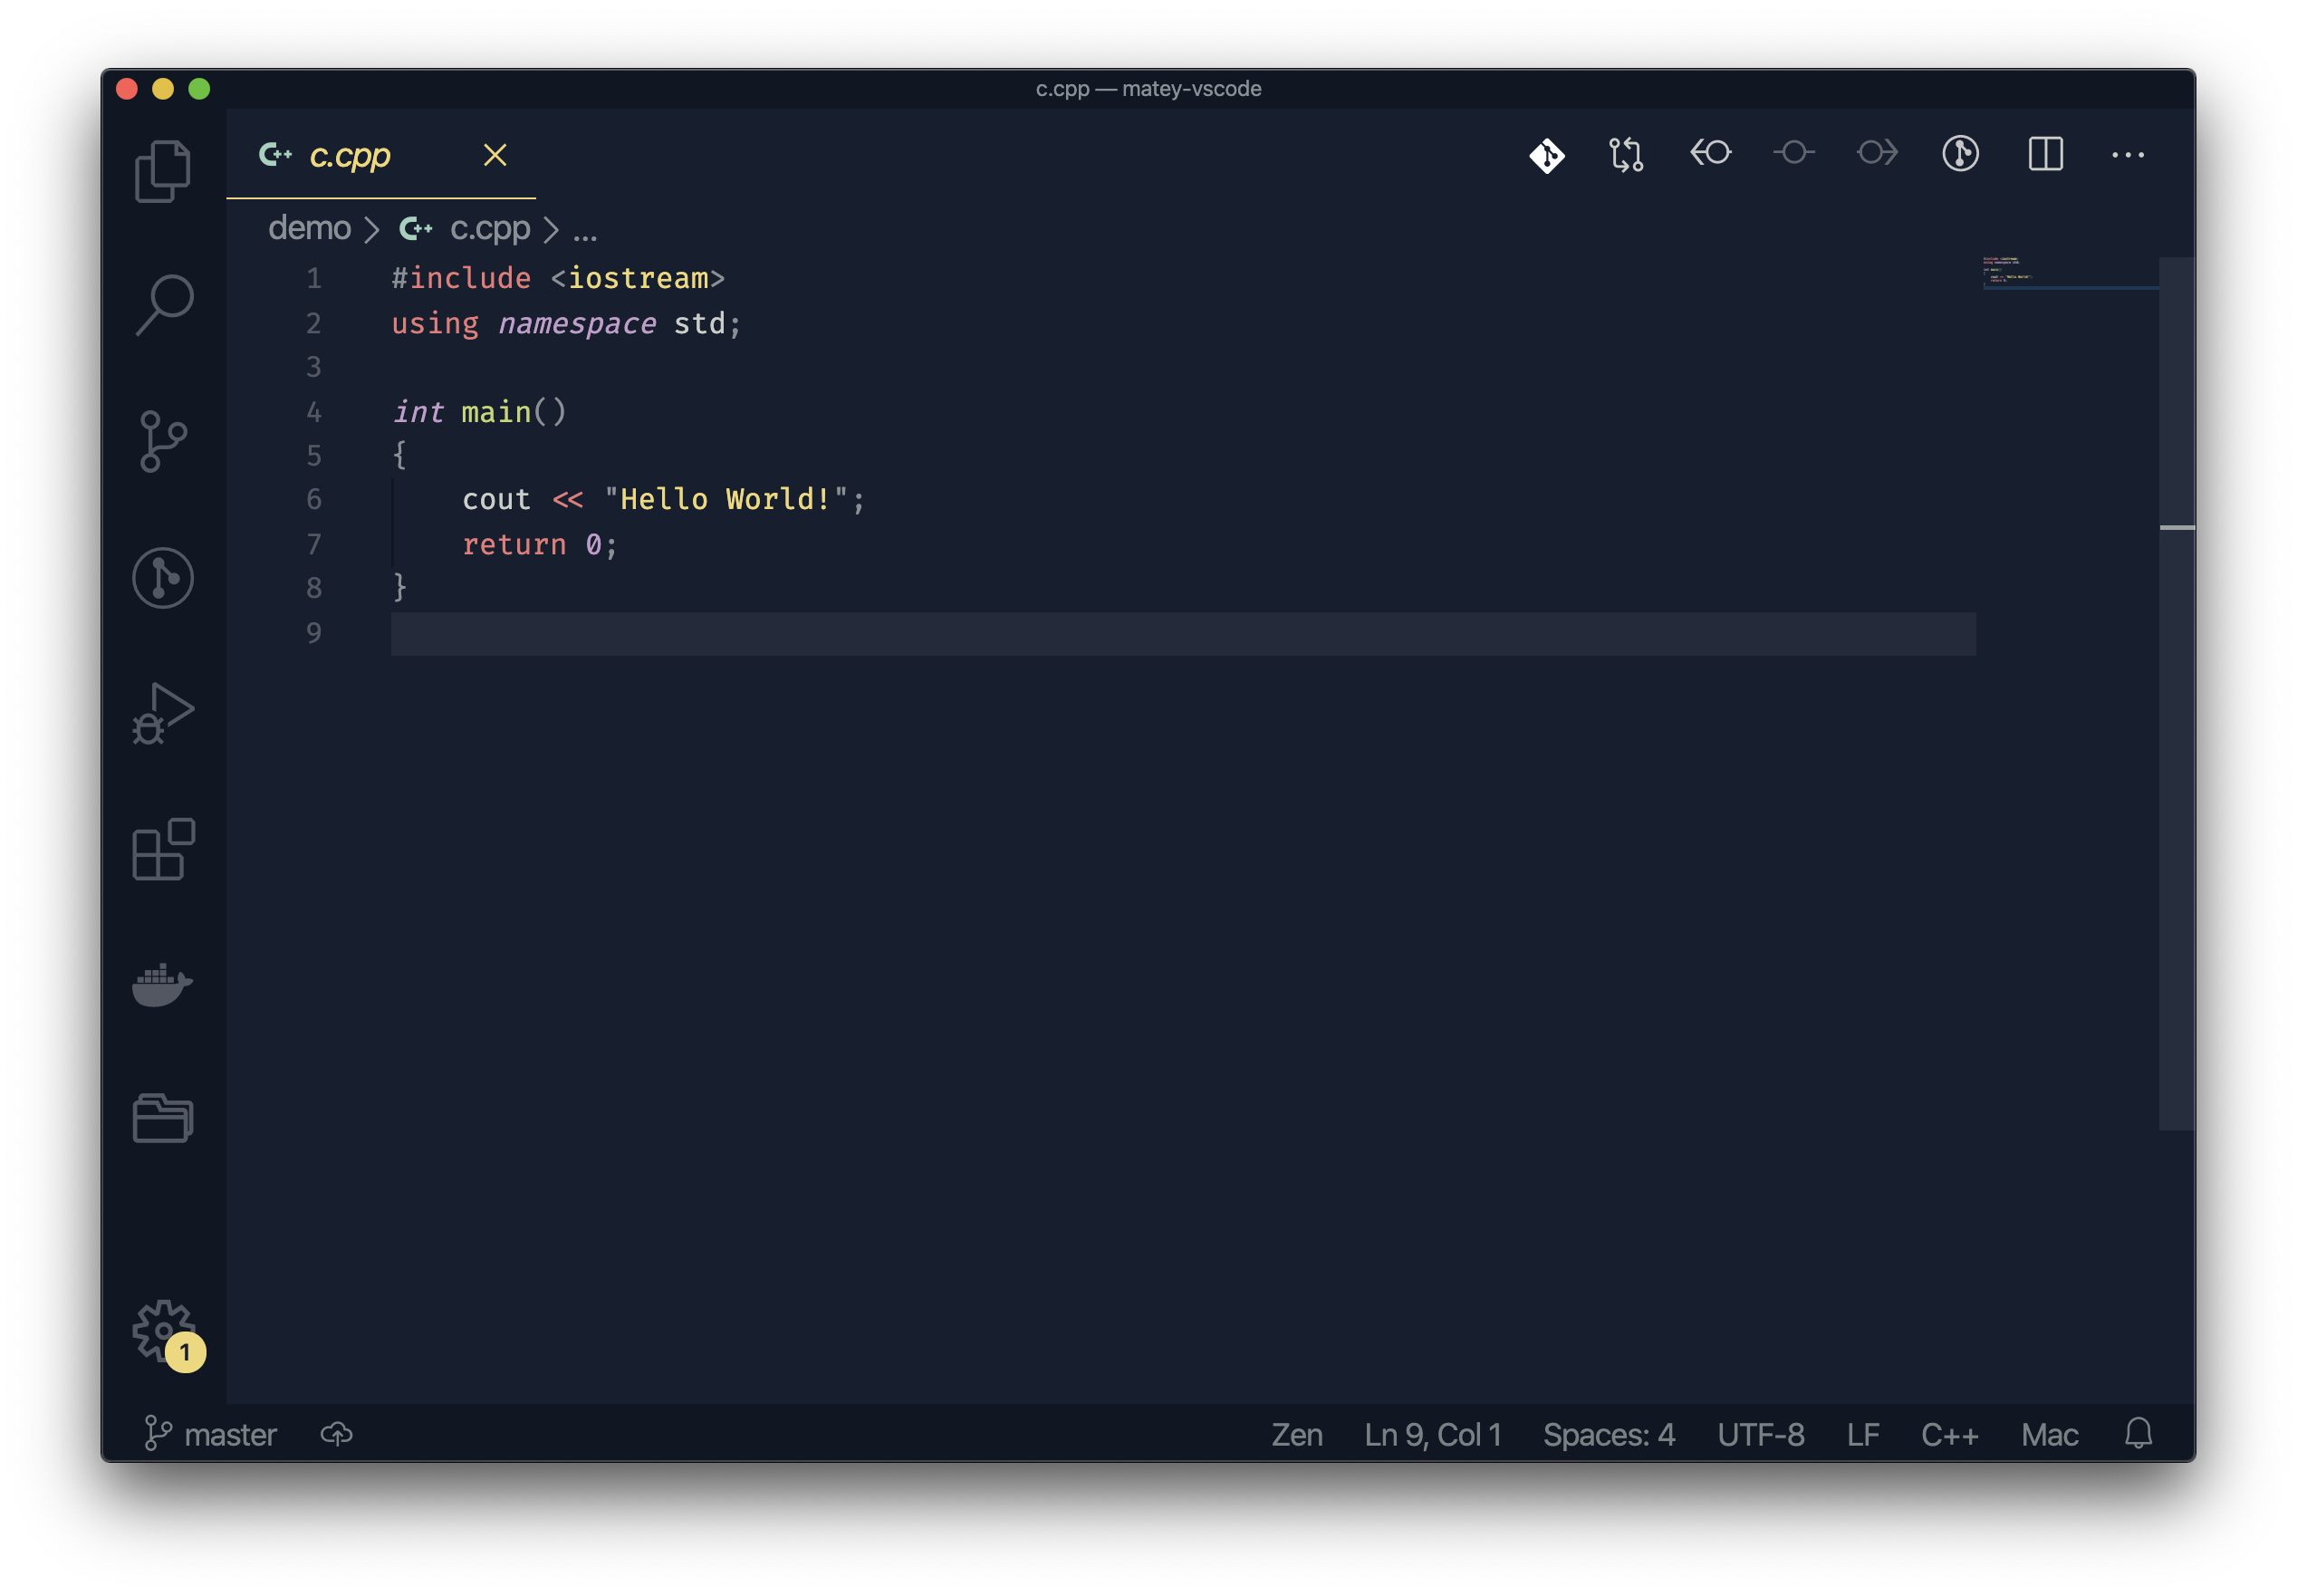 c.cpp — matey-vscode
C++ c.cpp
demo > C++ c.cpp > ...
1 #include <iostream>
2 using namespace std;
3
4 int main()
5 {
6     cout << "Hello World!";
7     return 0;
8 }
9
1
master Zen Ln 9, Col 1 Spaces: 4 UTF-8 LF C++ Mac